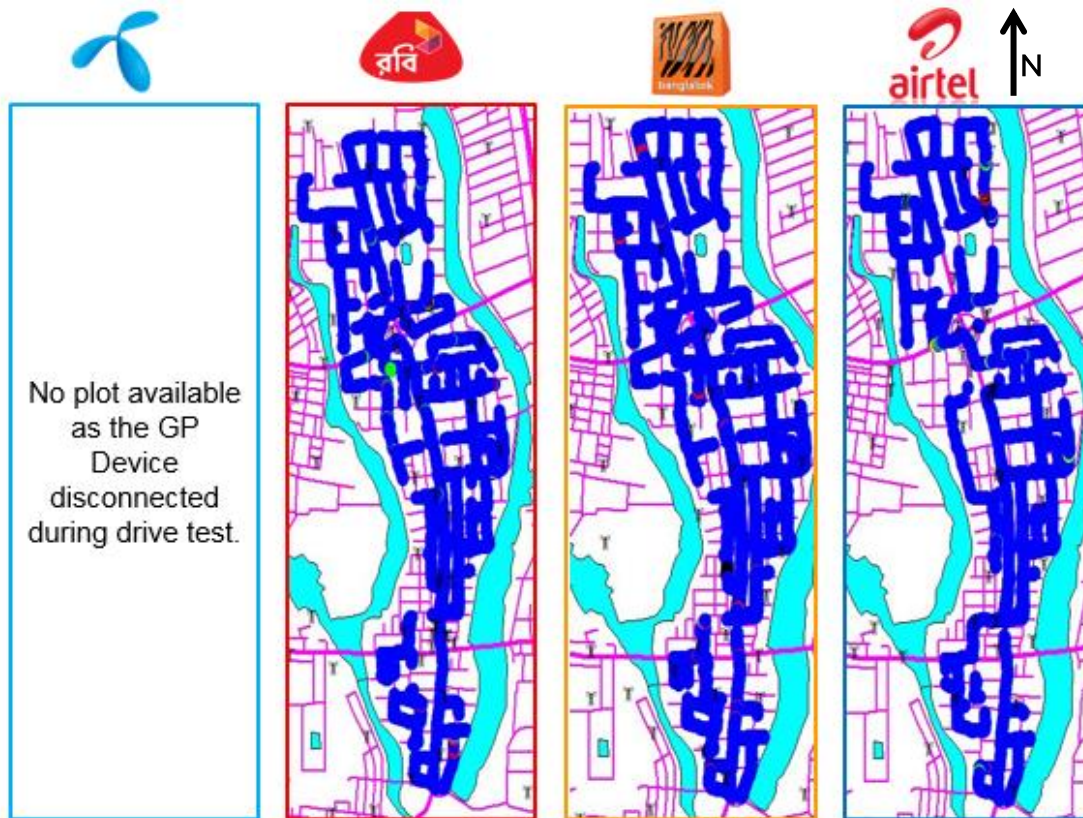 রবি
banglalink
airtel
N
No plot available
as the GP
Device
disconnected
during drive test.